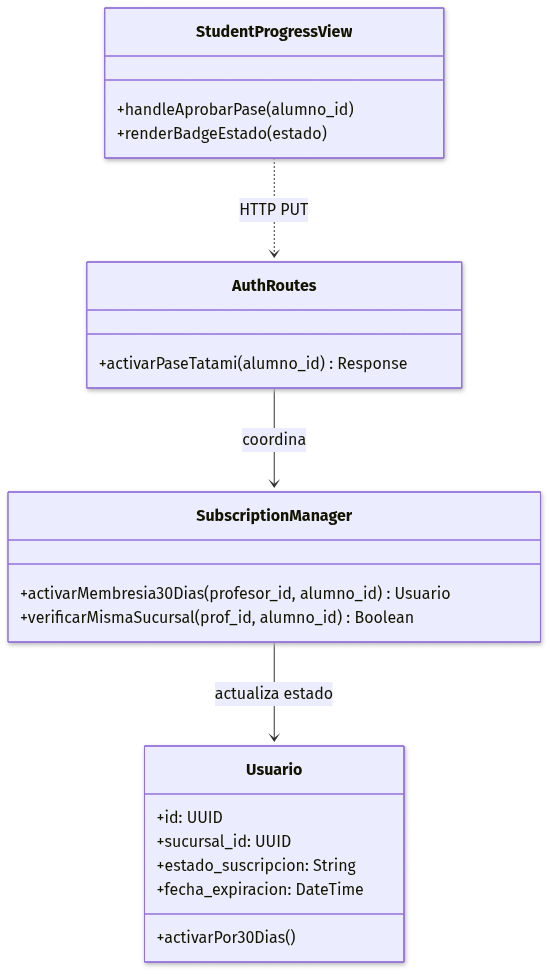 StudentProgressView
+handleAprobarPase(alumno_id)
+renderBadgeEstado(estado)
HTTP PUT
AuthRoutes
+activarPaseTatami(alumno_id) : Response
coordina
SubscriptionManager
+activarMembresia30Dias(profesor_id, alumno_id) : Usuario
+verificarMismaSucursal(prof_id, alumno_id) : Boolean
actualiza estado
Usuario
+id: UUID
+sucursal_id: UUID
+estado_suscripcion: String
+fecha_expiracion: DateTime
+activarPor30Dias()